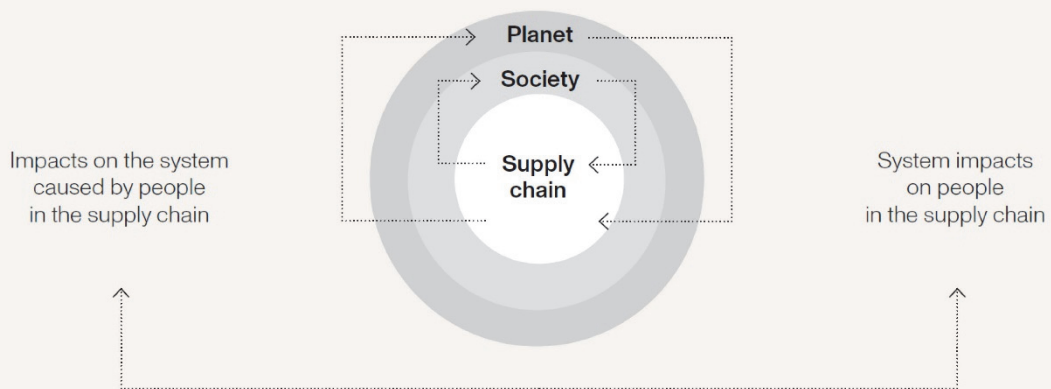 Planet
Society
Supply
chain
Impacts on the system
caused by people
in the supply chain
System impacts
on people
in the supply chain